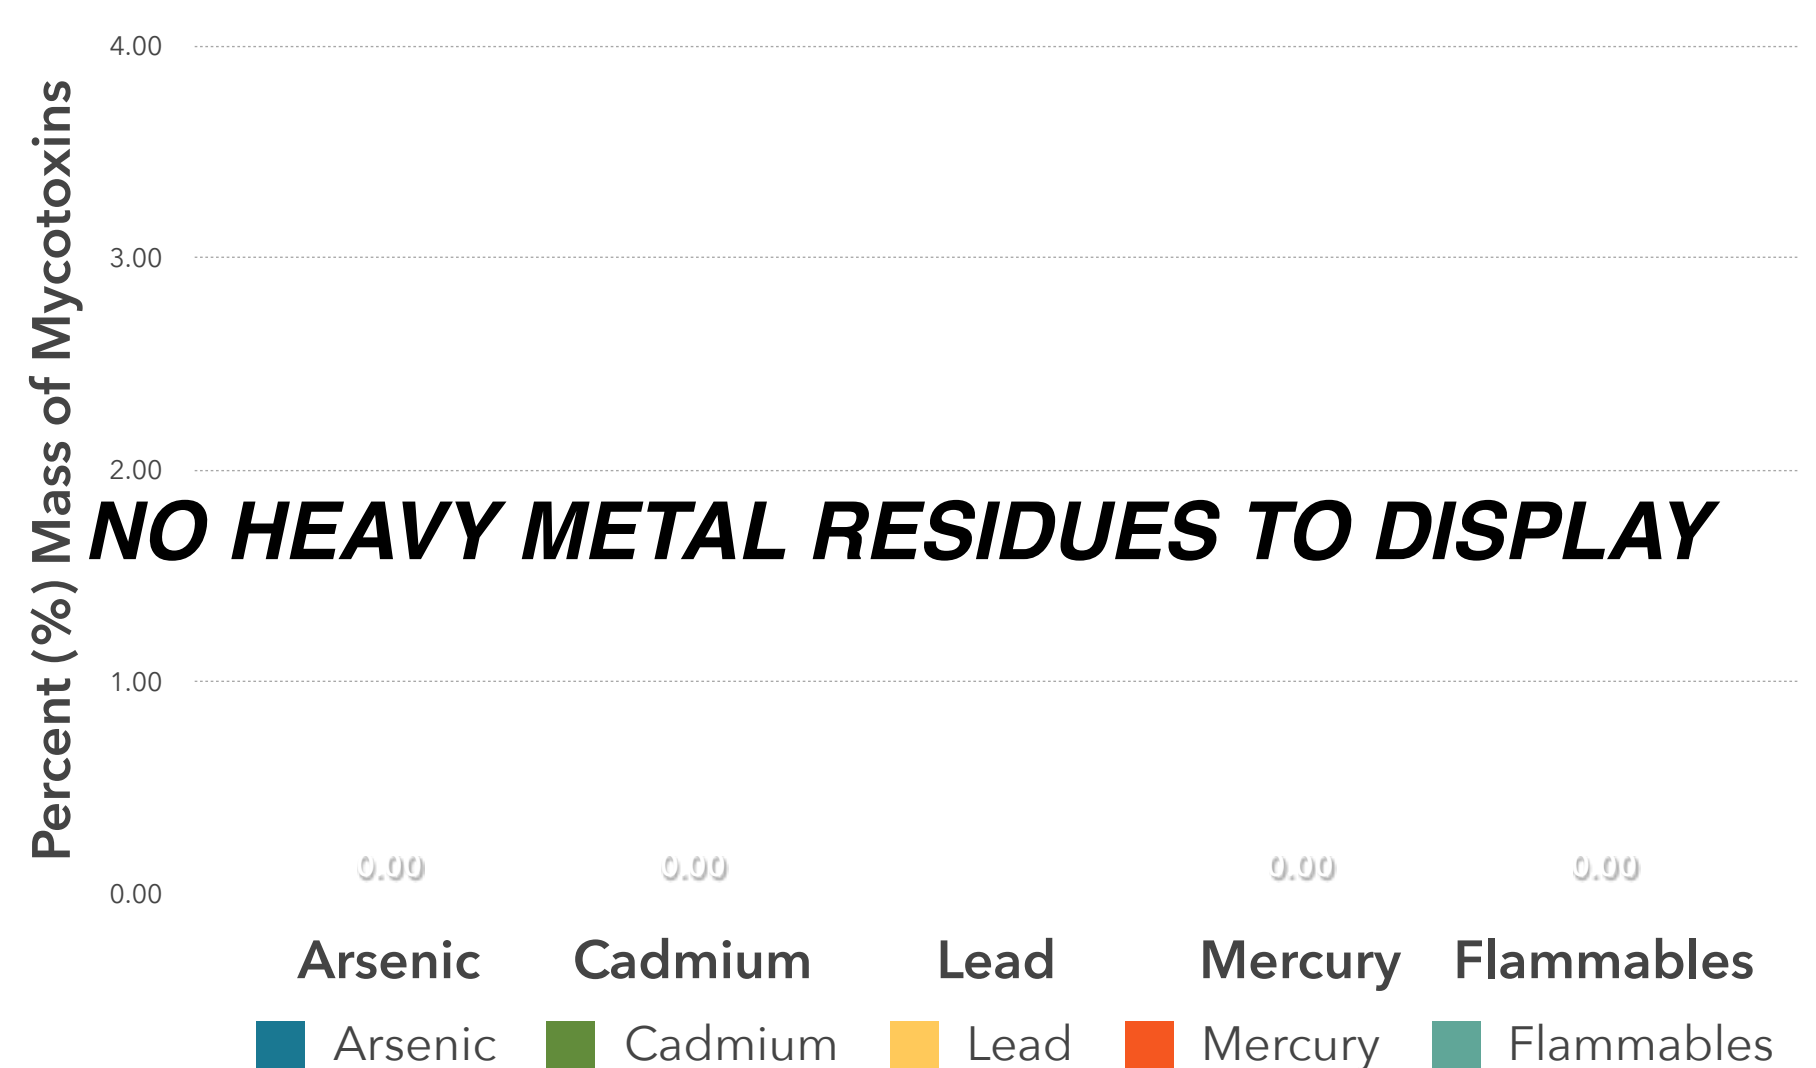 Percent (%) Mass of Mycotoxins
4.00
3.00
2.00
NO HEAVY METAL RESIDUES TO DISPLAY
1.00
0.00 0.00 0.00 0.00
0.00
Arsenic Cadmium Lead Mercury Flammables
Arsenic Cadmium Lead Mercury Flammables